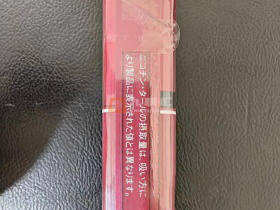 ニコチン・タールの摂取量は、吸い方に
より製品に表示された値とは異なります。